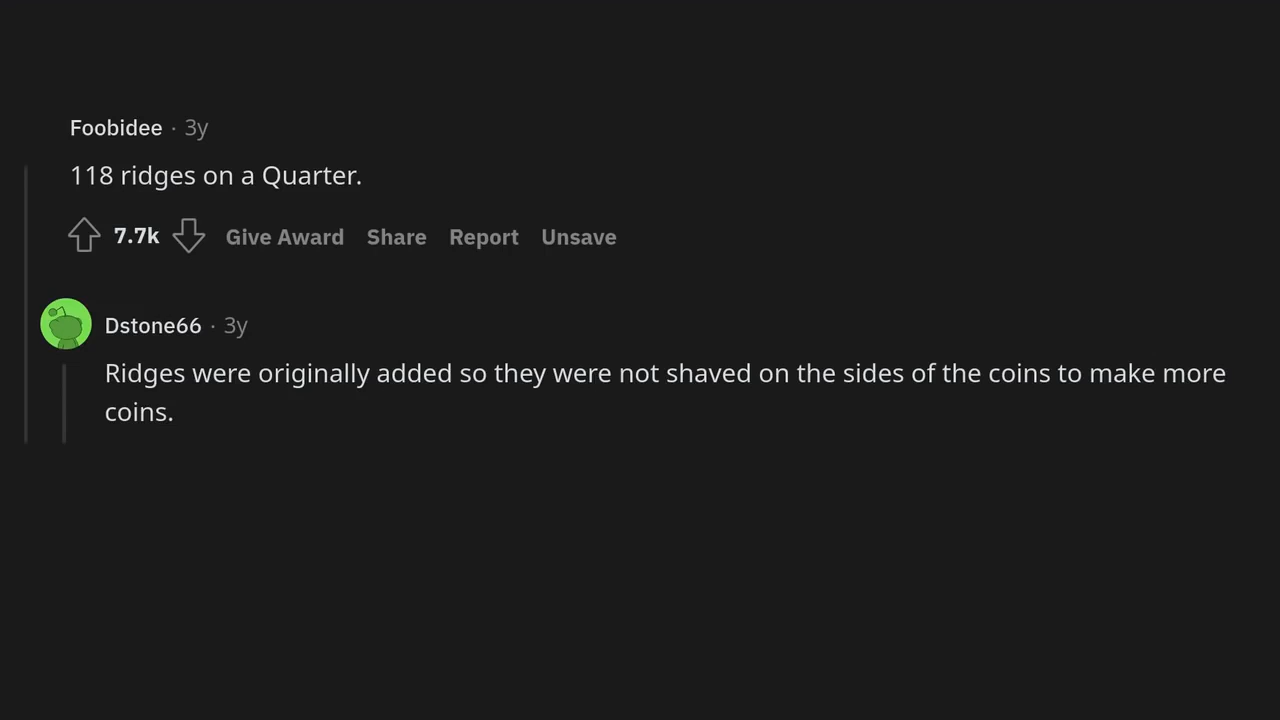 Foobidee · 3y
118 ridges on a Quarter.
7.7k Give Award Share Report Unsave
Dstone66 · 3y
Ridges were originally added so they were not shaved on the sides of the coins to make more
coins.